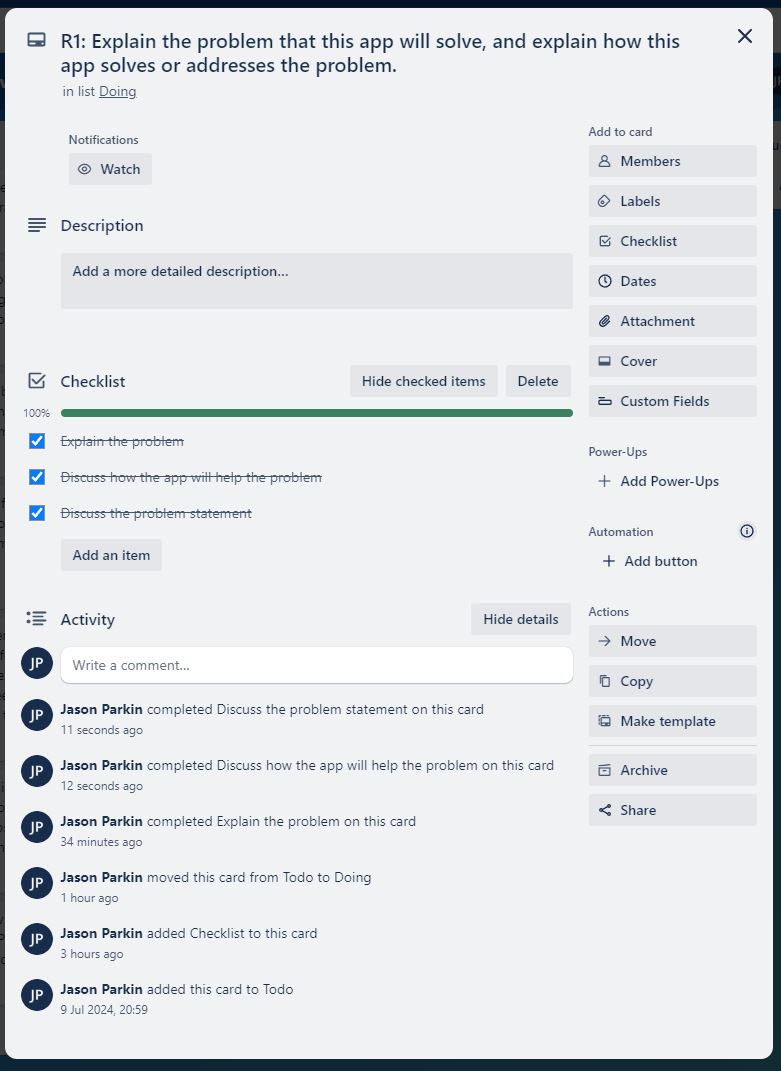 R1: Explain the problem that this app will solve, and explain how this
app solves or addresses the problem.
in list Doing
Notifications
Watch
Description
Add a more detailed description...
Checklist
Hide checked items
Delete
100%
Explain the problem
Discuss how the app will help the problem
Discuss the problem statement
Add an item
Activity
Hide details
JP
Write a comment...
JP
Jason Parkin completed Discuss the problem statement on this card
11 seconds ago
JP
Jason Parkin completed Discuss how the app will help the problem on this card
12 seconds ago
JP
Jason Parkin completed Explain the problem on this card
34 minutes ago
JP
Jason Parkin moved this card from Todo to Doing
1 hour ago
JP
Jason Parkin added Checklist to this card
3 hours ago
JP
Jason Parkin added this card to Todo
9 Jul 2024, 20:59
Add to card
Members
Labels
Checklist
Dates
Attachment
Cover
Custom Fields
Power-Ups
Add Power-Ups
Automation
Add button
Actions
Move
Copy
Make template
Archive
Share